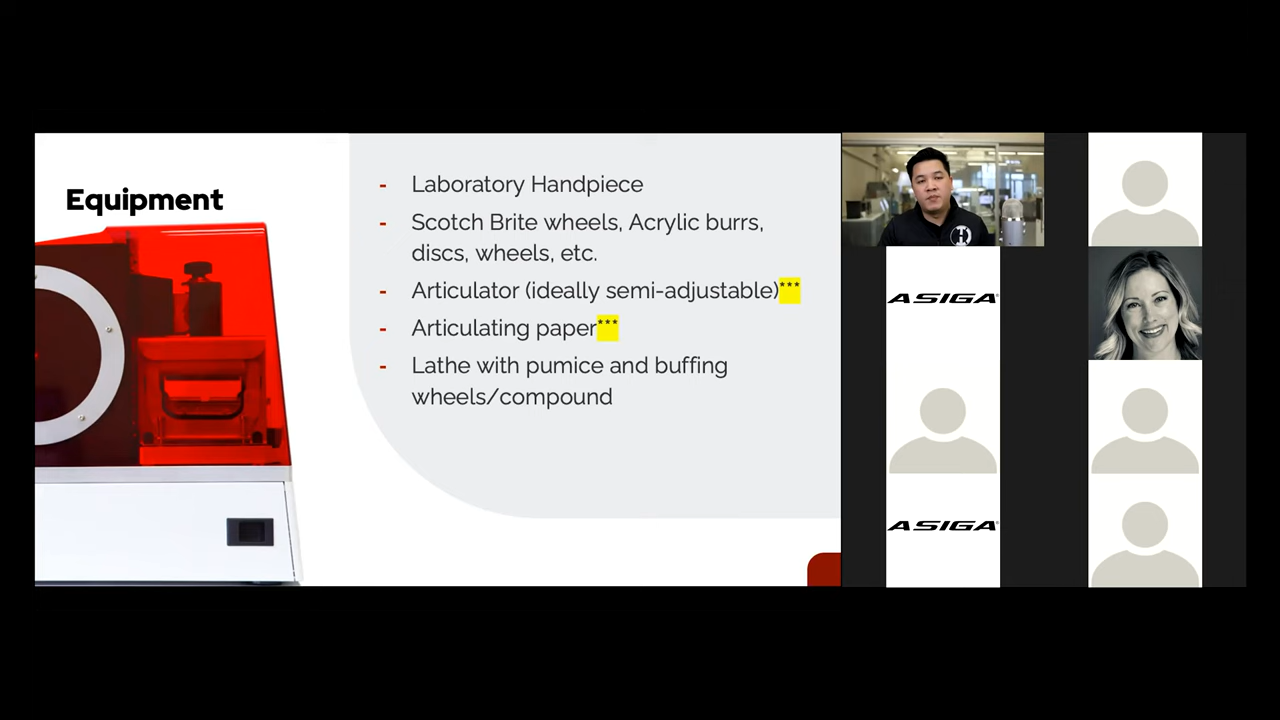 Equipment
- Laboratory Handpiece
- Scotch Brite wheels, Acrylic burrs,
discs, wheels, etc.
- Articulator (ideally semi-adjustable)***
- Articulating paper***
- Lathe with pumice and buffing
wheels/compound
ASIGA®
ASIGA®